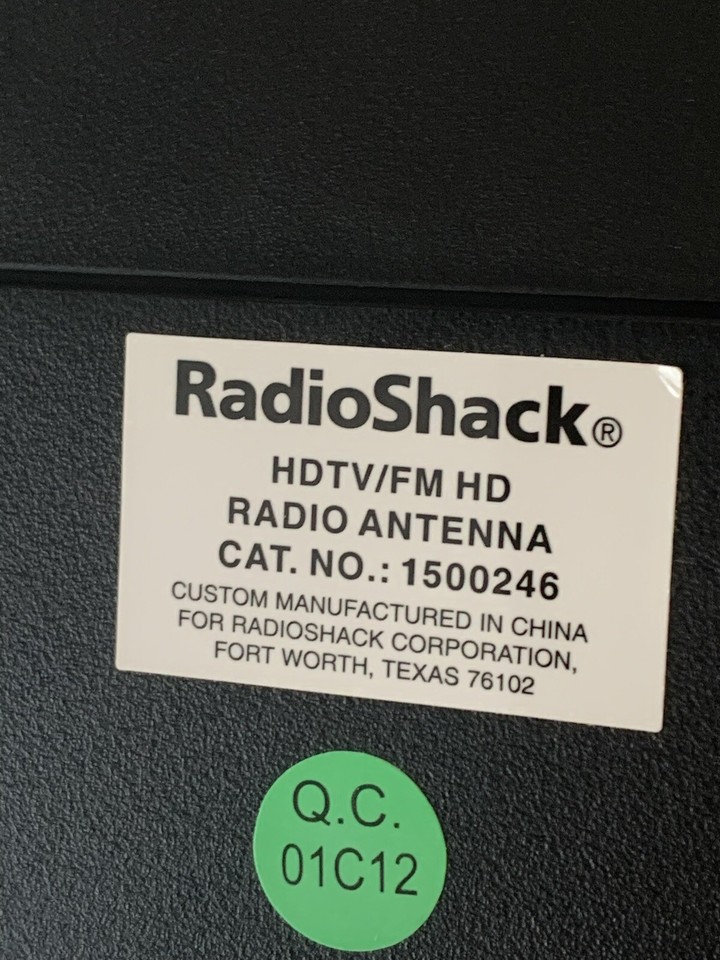 RadioShack®
HDTV/FM HD
RADIO ANTENNA
CAT. NO.: 1500246
CUSTOM MANUFACTURED IN CHINA
FOR RADIOSHACK CORPORATION,
FORT WORTH, TEXAS 76102
Q.C.
01C12